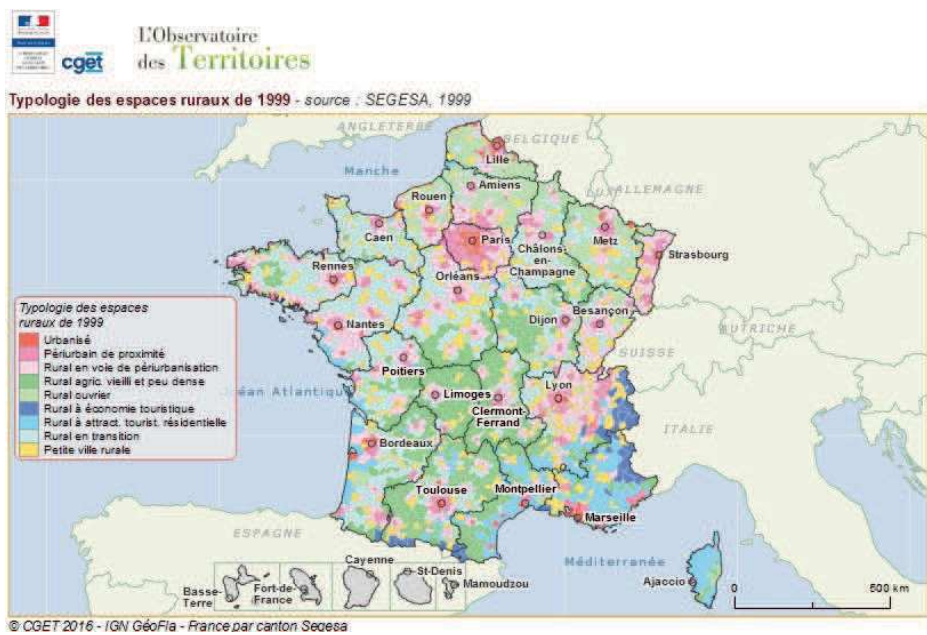 cget
L'Observatoire
des Territoires
Typologie des espaces ruraux de 1999 - source : SEGESA, 1999
ANGLETERRE
BELGIQUE
Lille
Manche
Amiens
LUX
ALLEMAGNE
Rouen
Caen
Paris
Metz
Châlons-
en-
Champagne
Strasbourg
Rennes
Orléans
Typologie des espaces
ruraux de 1999
Urbanisé
Périurbain de proximité
Rural en voie de périurbanisation
Rural agric. vieilli et peu dense
Rural ouvrier
Rural à économie touristique
Rural à attract. tourist. résidentielle
Rural en transition
Petite ville rurale
Nantes
Dijon
Besançon
AUTRICHE
SUISSE
Poitiers
Océan Atlantique
Limoges
Lyon
Clermont-
Ferrand
ITALIE
Bordeaux
Toulouse
Montpellier
Marseille
ESPAGNE
Méditerranée
Cayenne
St-Denis
Mamoudzou
Basse-
Terre
Fort-de-
France
Ajaccio
0
500 km
© CGET 2016 - IGN GéoFla - France par canton Segesa